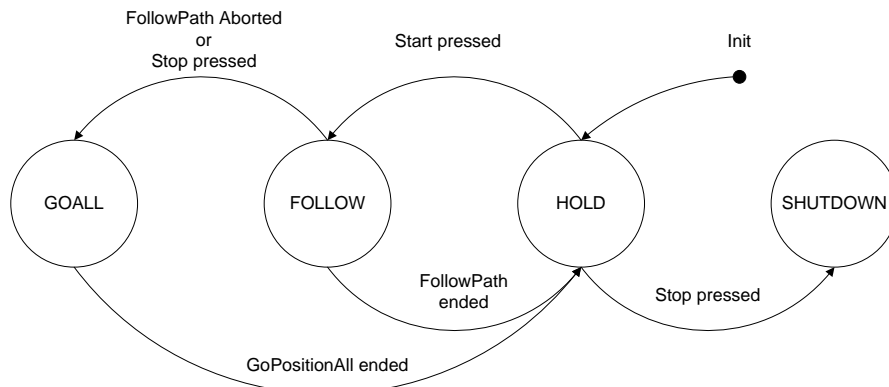 FollowPath Aborted
or
Stop pressed
Start pressed
Init
GOALL
FOLLOW
HOLD
SHUTDOWN
FollowPath
ended
Stop pressed
GoPositionAll ended